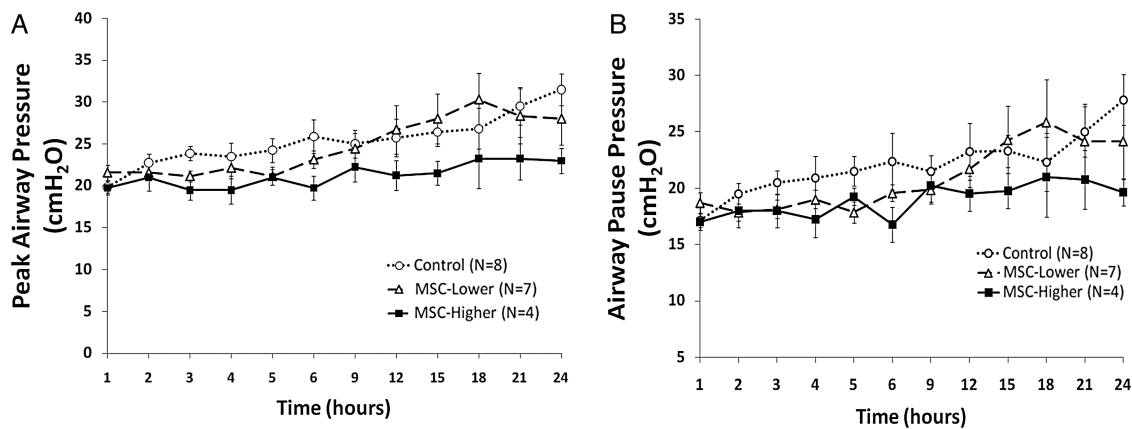 A
Peak Airway Pressure
(cmH2O)
40
35
30
25
20
15
10
5
0
Control (N=8)
MSC-Lower (N=7)
MSC-Higher (N=4)
1 2 3 4 5 6 9 12 15 18 21 24
Time (hours)
B
Airway Pause Pressure
(cmH2O)
35
30
25
20
15
10
5
Control (N=8)
MSC-Lower (N=7)
MSC-Higher (N=4)
1 2 3 4 5 6 9 12 15 18 21 24
Time (hours)